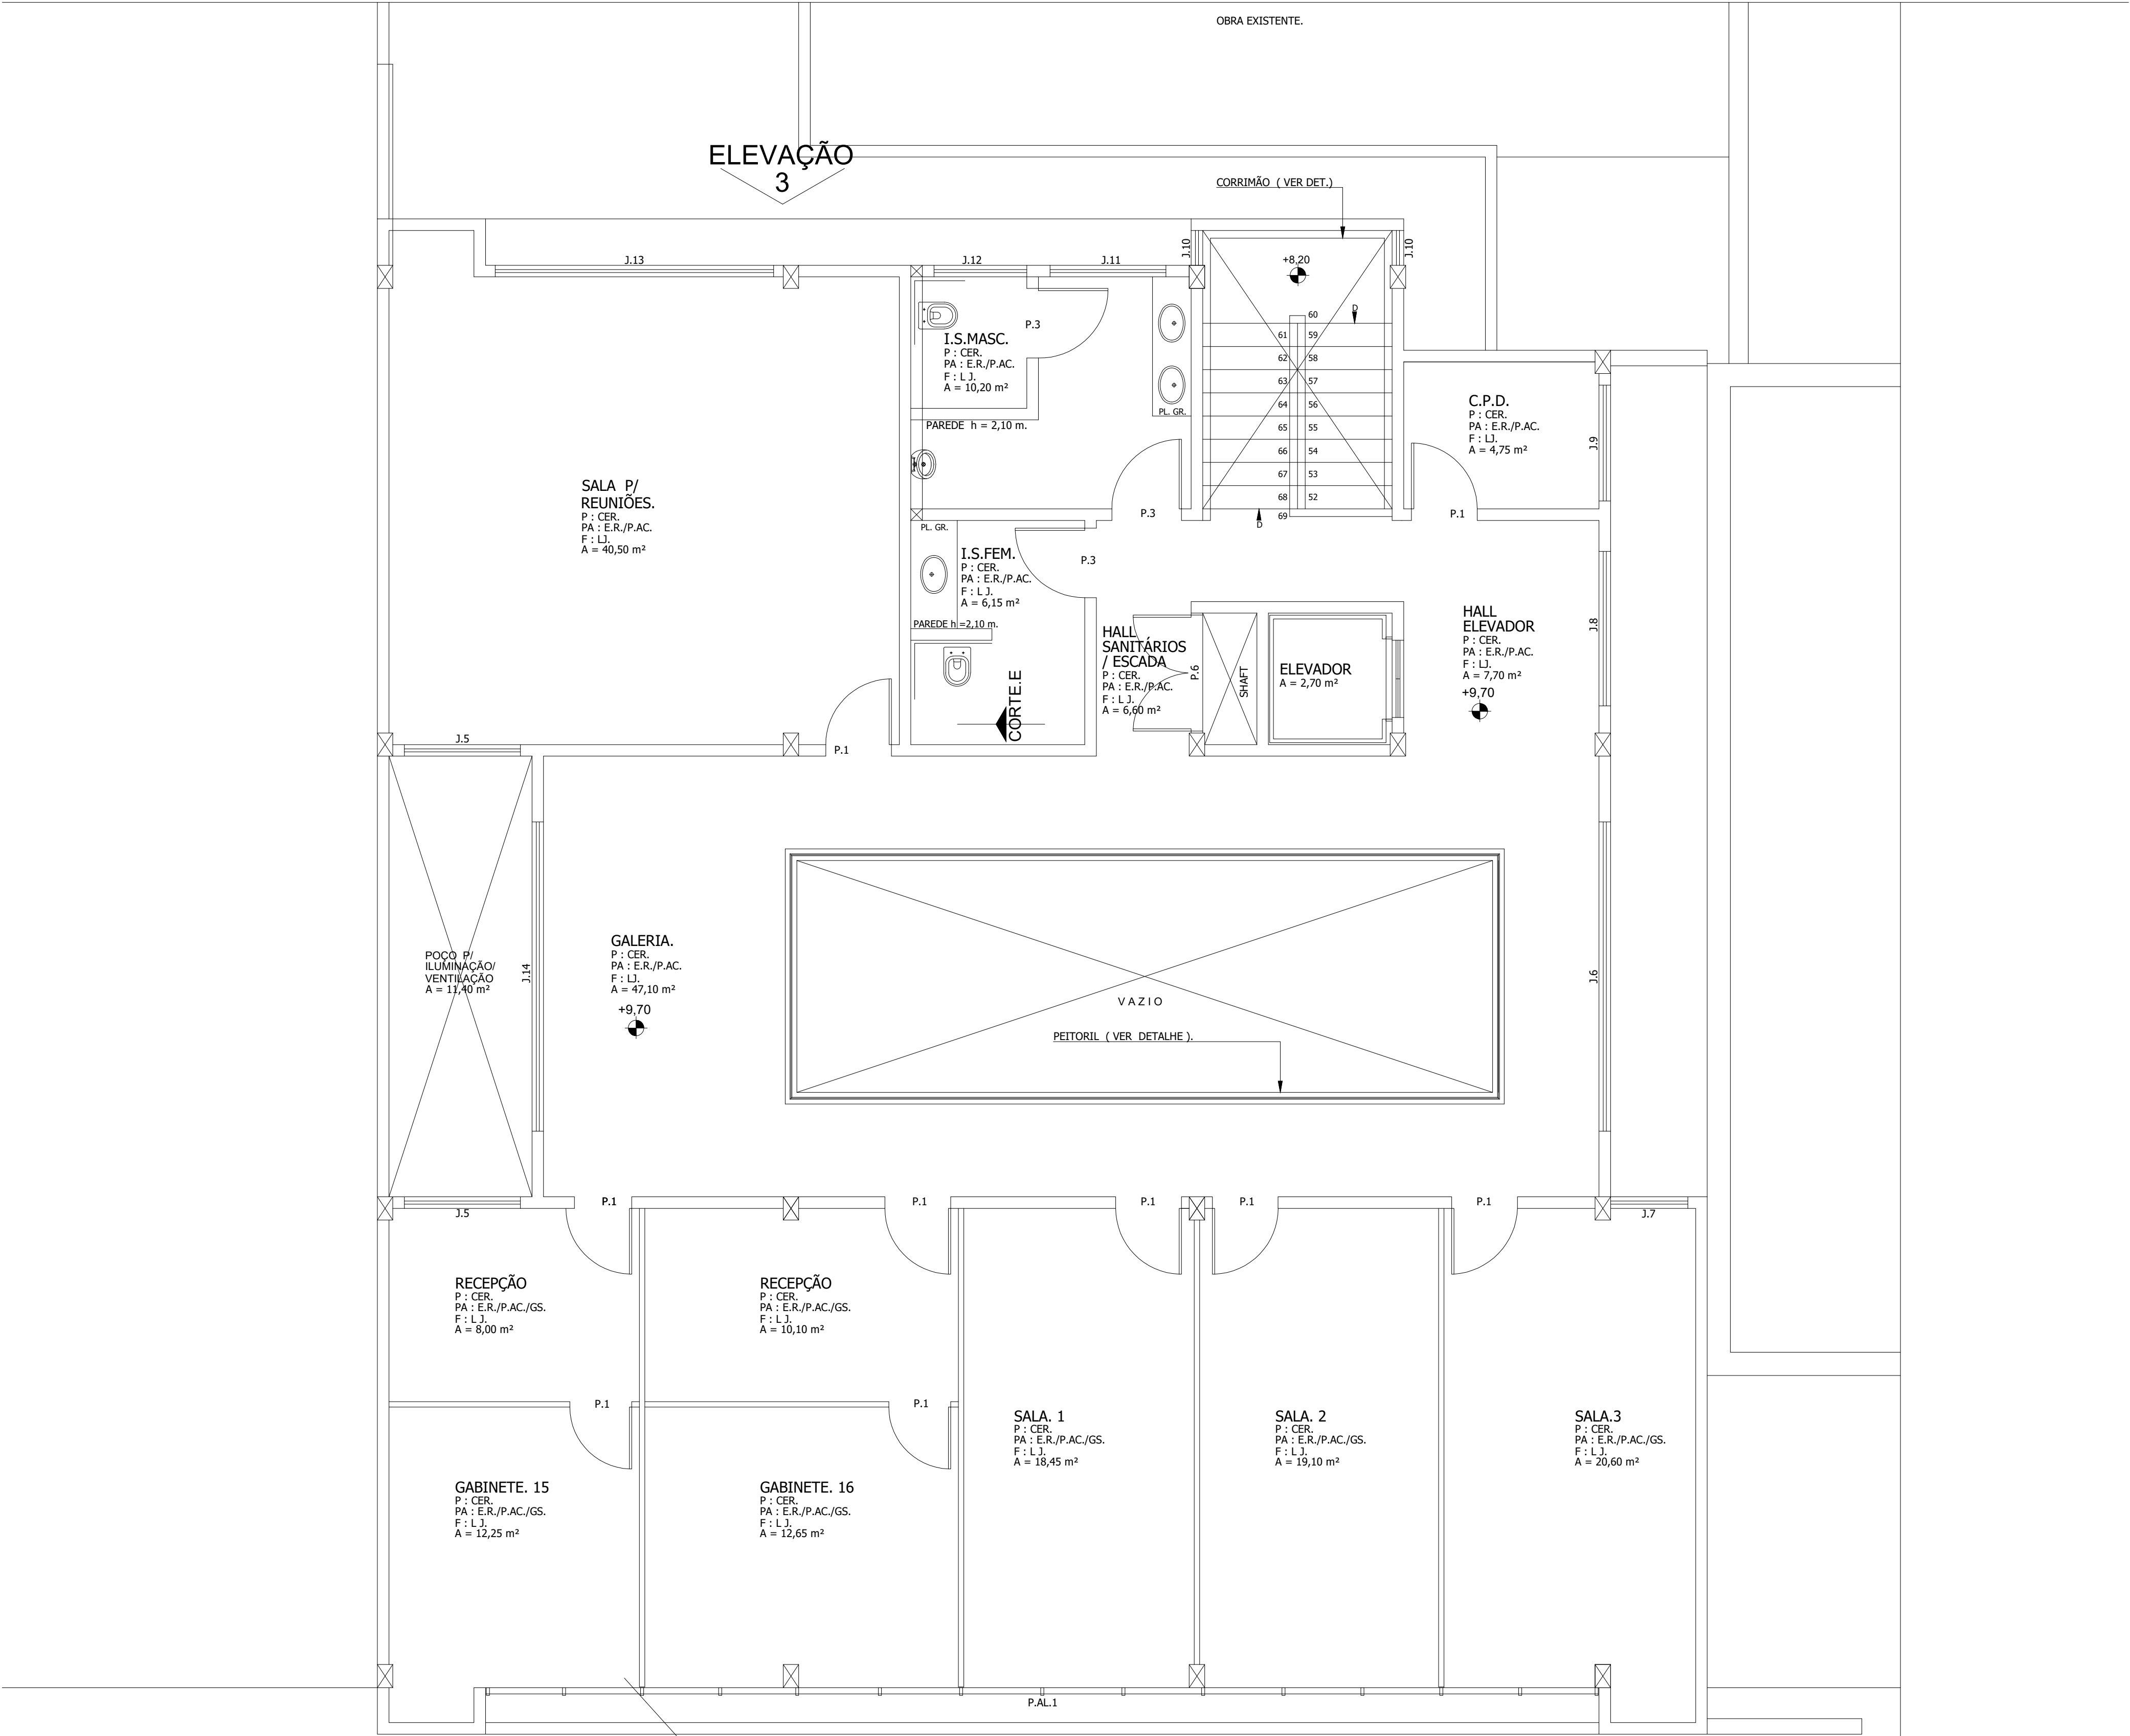 OBRA EXISTENTE.
ELEVAÇÃO
3
CORRIMÃO ( VER DET.)
J.13
J.12
J.11
J.10
J.10
+8,20
D
60
61
59
62
58
63
57
64
56
65
55
66
54
67
53
68
52
69
D
P.3
I.S.MASC.
P : CER.
PA : E.R./P.AC.
F : L J.
A = 10,20 m²
PL. GR.
PAREDE h = 2,10 m.
C.P.D.
P : CER.
PA : E.R./P.AC.
F : LJ.
A = 4,75 m²
J.9
SALA P/
REUNIÕES.
P : CER.
PA : E.R./P.AC.
F : LJ.
A = 40,50 m²
P.3
P.1
PL. GR.
I.S.FEM.
P : CER.
PA : E.R./P.AC.
F : L J.
A = 6,15 m²
P.3
PAREDE h =2,10 m.
HALL
SANITÁRIOS
/ ESCADA
P : CER.
PA : E.R./P.AC.
F : L J.
A = 6,60 m²
P.6
SHAFT
ELEVADOR
A = 2,70 m²
HALL
ELEVADOR
P : CER.
PA : E.R./P.AC.
F : LJ.
A = 7,70 m²
+9,70
J.8
CORTE.E
J.5
P.1
POÇO P/
ILUMINAÇÃO/
VENTILAÇÃO
A = 11,40 m²
J.14
GALERIA.
P : CER.
PA : E.R./P.AC.
F : LJ.
A = 47,10 m²
+9,70
V A Z I O
PEITORIL ( VER DETALHE ).
J.6
J.5
P.1
P.1
P.1
P.1
P.1
J.7
RECEPÇÃO
P : CER.
PA : E.R./P.AC./GS.
F : L J.
A = 8,00 m²
RECEPÇÃO
P : CER.
PA : E.R./P.AC./GS.
F : L J.
A = 10,10 m²
P.1
P.1
SALA. 1
P : CER.
PA : E.R./P.AC./GS.
F : L J.
A = 18,45 m²
SALA. 2
P : CER.
PA : E.R./P.AC./GS.
F : L J.
A = 19,10 m²
SALA.3
P : CER.
PA : E.R./P.AC./GS.
F : L J.
A = 20,60 m²
GABINETE. 15
P : CER.
PA : E.R./P.AC./GS.
F : L J.
A = 12,25 m²
GABINETE. 16
P : CER.
PA : E.R./P.AC./GS.
F : L J.
A = 12,65 m²
P.AL.1